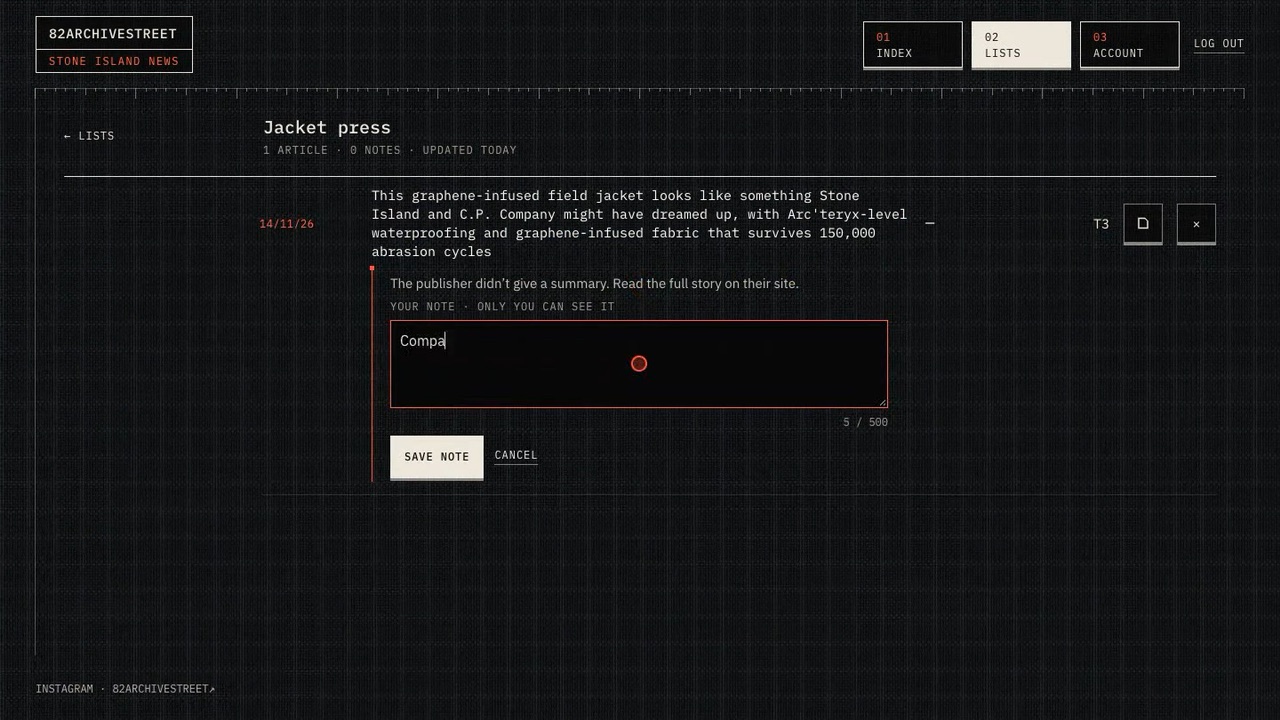 82ARCHIVESTREET
STONE ISLAND NEWS
01
INDEX
02
LISTS
03
ACCOUNT
LOG OUT
← LISTS
Jacket press
1 ARTICLE · 0 NOTES · UPDATED TODAY
14/11/26
This graphene-infused field jacket looks like something Stone
Island and C.P. Company might have dreamed up, with Arc'teryx-level
waterproofing and graphene-infused fabric that survives 150,000
abrasion cycles
—
T3
×
The publisher didn’t give a summary. Read the full story on their site.
YOUR NOTE · ONLY YOU CAN SEE IT
Compa
5 / 500
SAVE NOTE
CANCEL
INSTAGRAM · 82ARCHIVESTREET↗